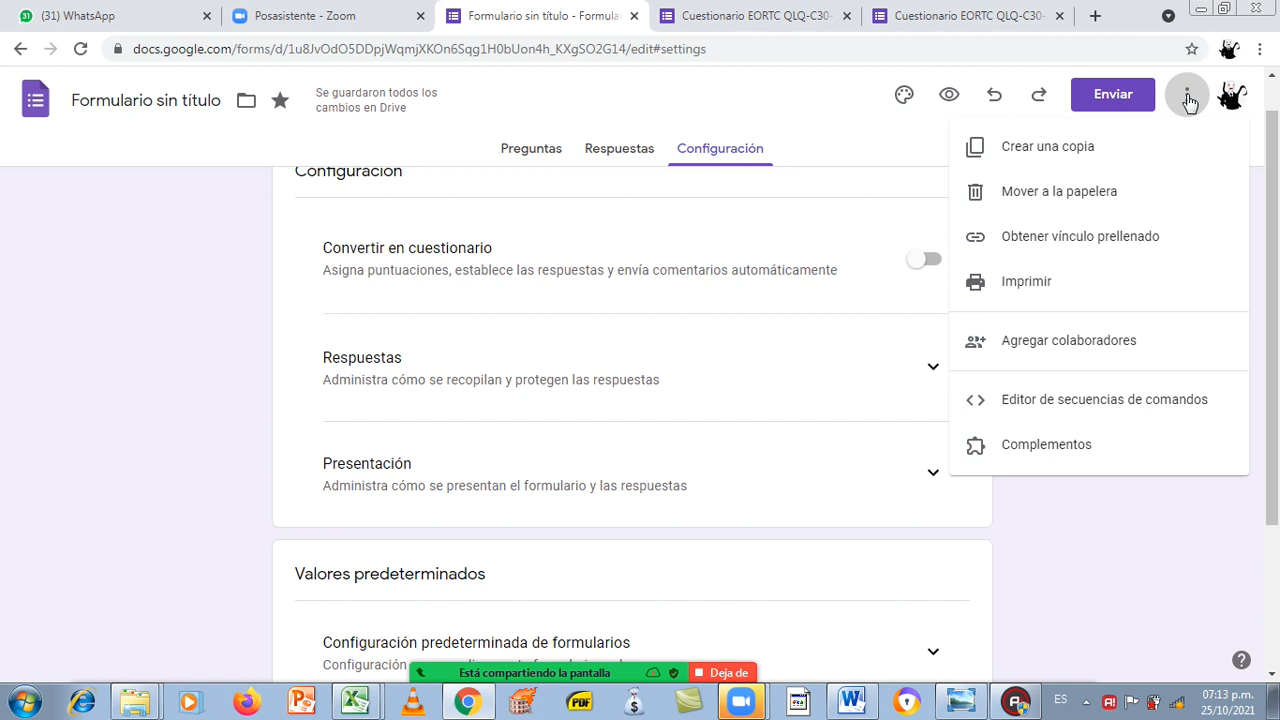 (31) WhatsApp
Posasistente - Zoom
Formulario sin título - Formula
Cuestionario EORTC QLQ-C30-
Cuestionario EORTC QLQ-C30-
docs.google.com/forms/d/1u8JvOdO5DDpjWqmjXKOn6Sqg1H0bUon4h_KXgSO2G14/edit#settings
Formulario sin título
Se guardaron todos los
cambios en Drive
Enviar
Preguntas
Respuestas
Configuración
Crear una copia
Mover a la papelera
Obtener vínculo prellenado
Imprimir
Agregar colaboradores
Editor de secuencias de comandos
Complementos
Configuración
Convertir en cuestionario
Asigna puntuaciones, establece las respuestas y envía comentarios automáticamente
Respuestas
Administra cómo se recopilan y protegen las respuestas
Presentación
Administra cómo se presentan el formulario y las respuestas
Valores predeterminados
Configuración predeterminada de formularios
Configuración
Está compartiendo la pantalla
Deja de
ES
07:13 p.m.
25/10/2021